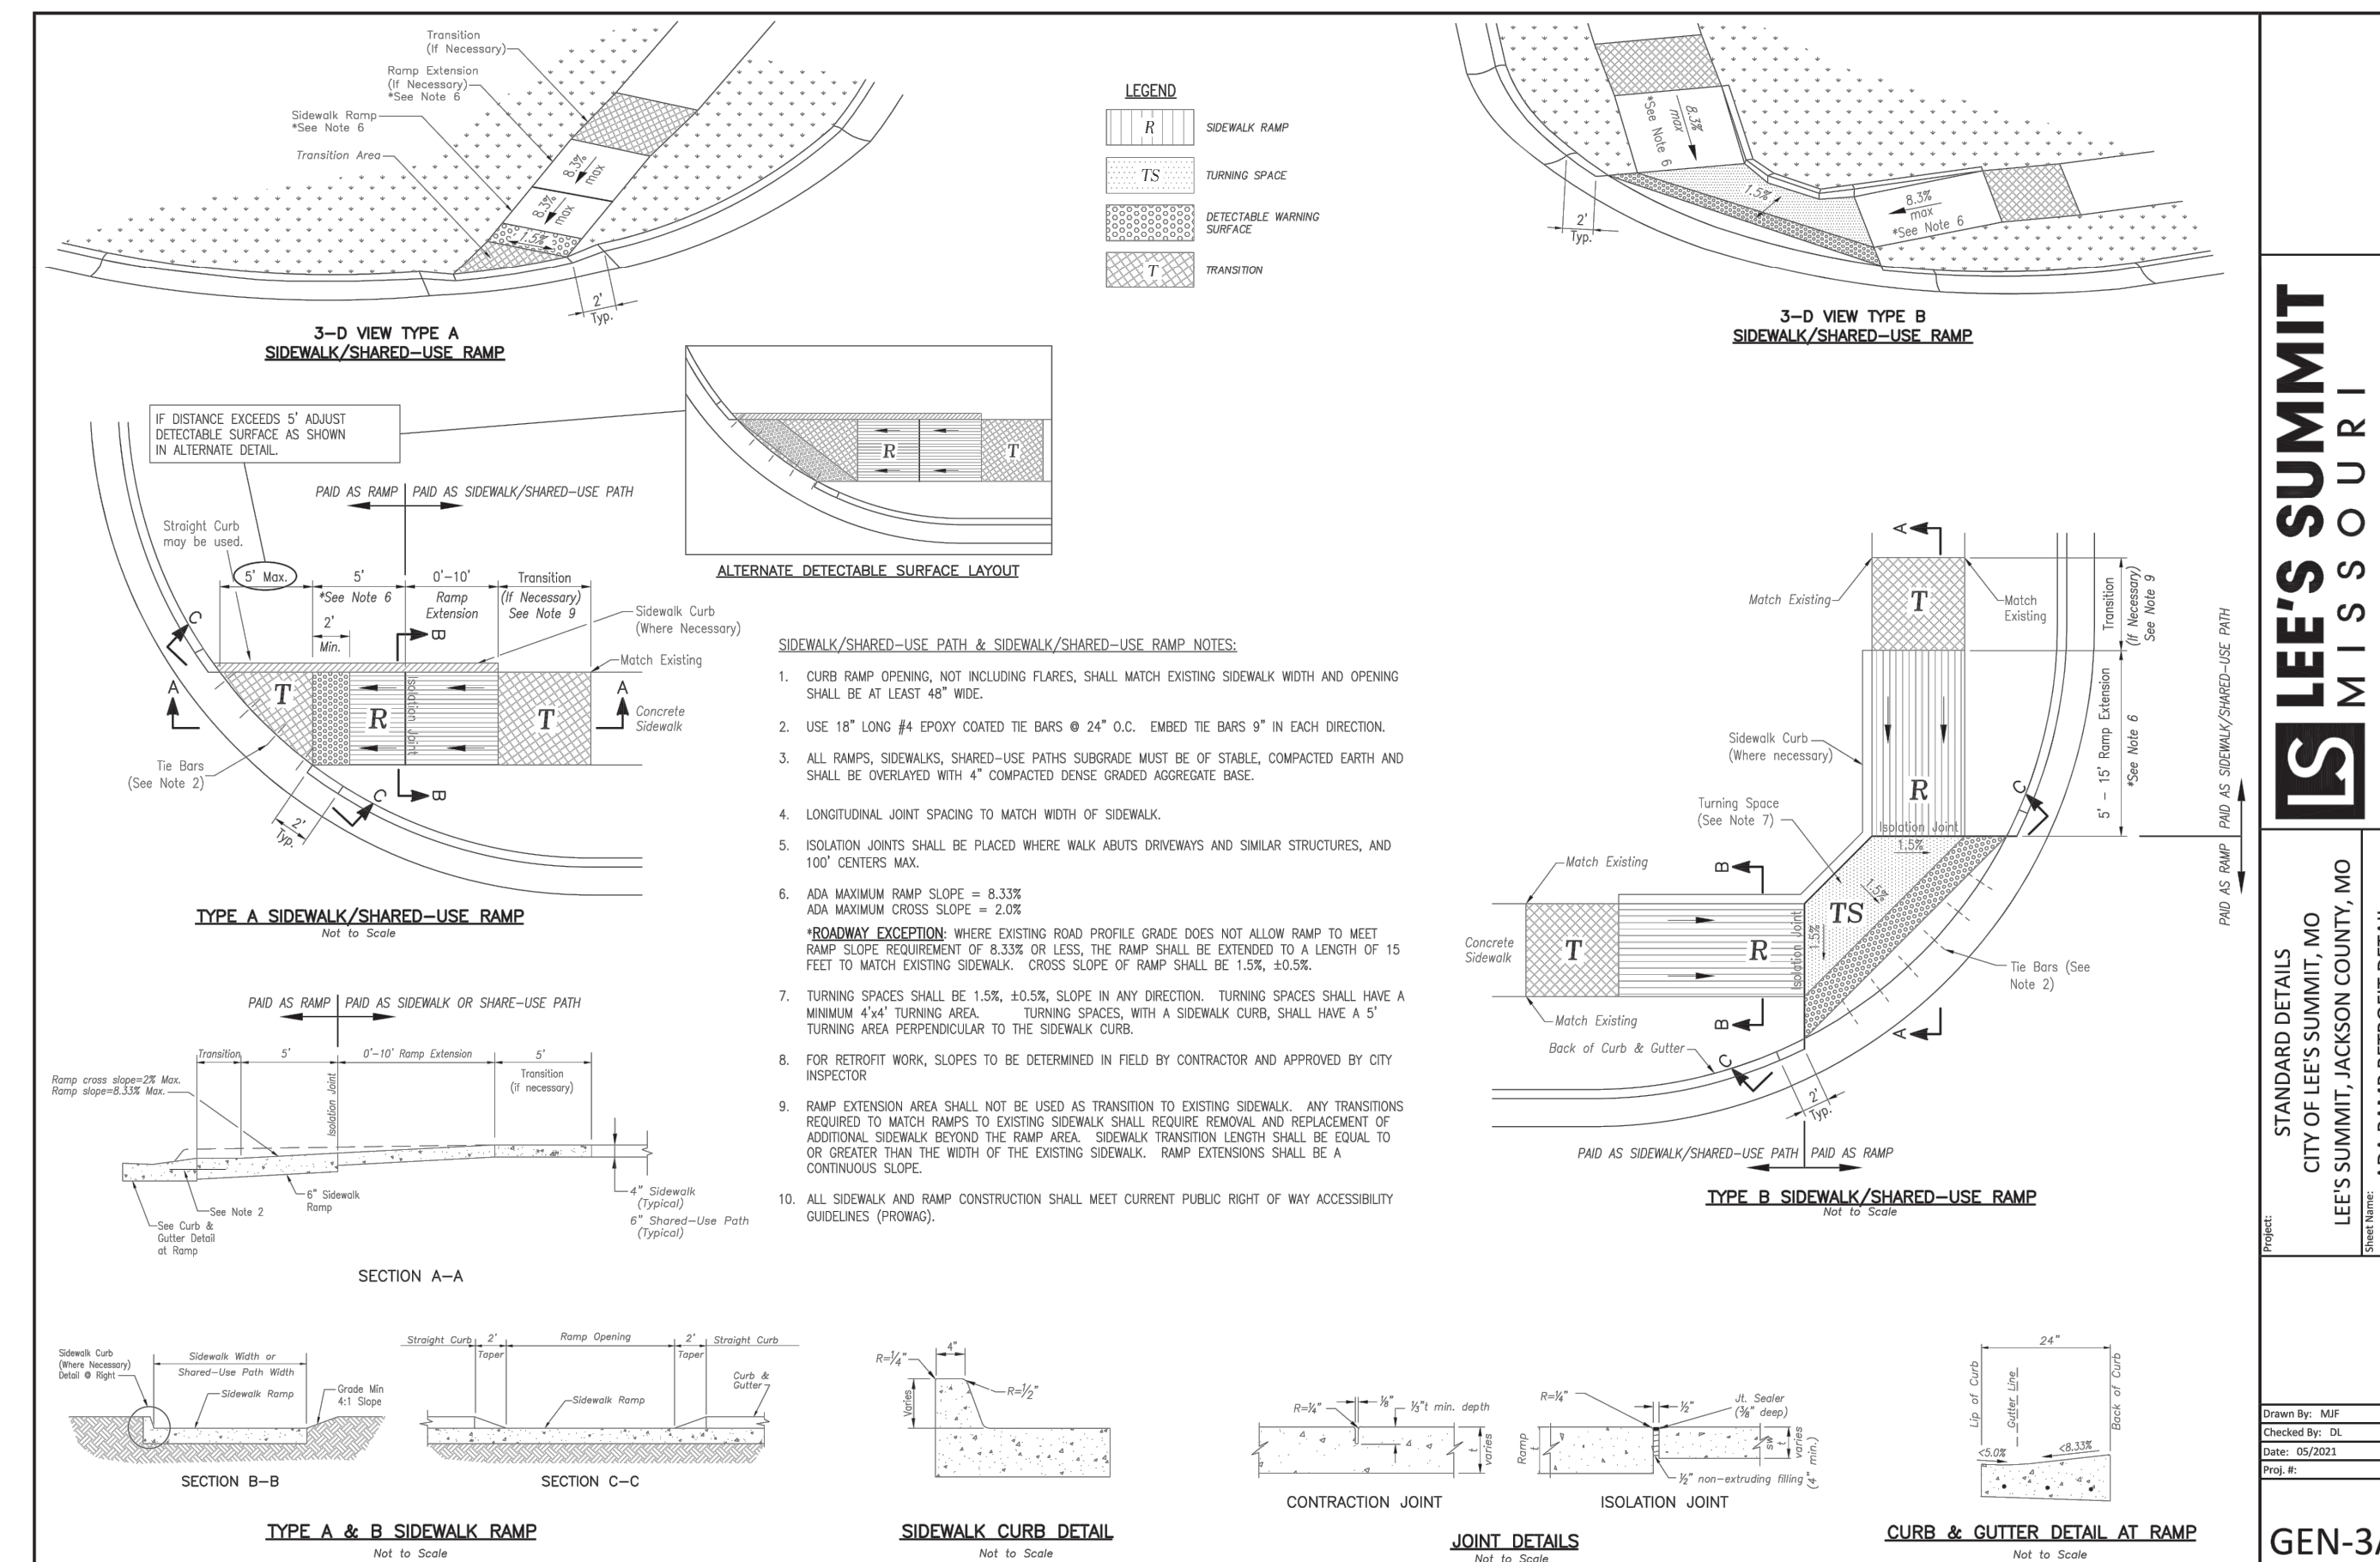 Transition
(If Necessary)
Ramp Extension
(If Necessary)
*See Note 6
Sidewalk Ramp
*See Note 6
Transition Area
8.3%
max
8.3%
max
1.5%
2'
Typ.
3-D VIEW TYPE A
SIDEWALK/SHARED-USE RAMP
LEGEND
R
SIDEWALK RAMP
TS
TURNING SPACE
DETECTABLE WARNING
SURFACE
T
TRANSITION
8.3%
max
*See Note 6
1.5%
8.3%
max
*See Note 6
2'
Typ.
3-D VIEW TYPE B
SIDEWALK/SHARED-USE RAMP
IF DISTANCE EXCEEDS 5' ADJUST
DETECTABLE SURFACE AS SHOWN
IN ALTERNATE DETAIL.
R
T
ALTERNATE DETECTABLE SURFACE LAYOUT
PAID AS RAMP
PAID AS SIDEWALK/SHARED-USE PATH
Straight Curb
may be used.
5' Max.
5'
*See Note 6
0'-10'
Ramp
Extension
Transition
(If Necessary)
See Note 9
2'
Min.
B
Sidewalk Curb
(Where Necessary)
Match Existing
C
A
T
R
Isolation Joint
T
A
Concrete
Sidewalk
Tie Bars
(See Note 2)
B
C
2'
Typ.
TYPE A SIDEWALK/SHARED-USE RAMP
Not to Scale
PAID AS RAMP
PAID AS SIDEWALK OR SHARE-USE PATH
Transition
5'
0'-10' Ramp Extension
5'
Transition
(if necessary)
Ramp cross slope=2% Max.
Ramp slope=8.33% Max.
Isolation Joint
See Note 2
6" Sidewalk
Ramp
See Curb &
Gutter Detail
at Ramp
4" Sidewalk
(Typical)
6" Shared-Use Path
(Typical)
SECTION A-A
SIDEWALK/SHARED-USE PATH & SIDEWALK/SHARED-USE RAMP NOTES:
1. CURB RAMP OPENING, NOT INCLUDING FLARES, SHALL MATCH EXISTING SIDEWALK WIDTH AND OPENING
SHALL BE AT LEAST 48" WIDE.
2. USE 18" LONG #4 EPOXY COATED TIE BARS @ 24" O.C. EMBED TIE BARS 9" IN EACH DIRECTION.
3. ALL RAMPS, SIDEWALKS, SHARED-USE PATHS SUBGRADE MUST BE OF STABLE, COMPACTED EARTH AND
SHALL BE OVERLAYED WITH 4" COMPACTED DENSE GRADED AGGREGATE BASE.
4. LONGITUDINAL JOINT SPACING TO MATCH WIDTH OF SIDEWALK.
5. ISOLATION JOINTS SHALL BE PLACED WHERE WALK ABUTS DRIVEWAYS AND SIMILAR STRUCTURES, AND
100' CENTERS MAX.
6. ADA MAXIMUM RAMP SLOPE = 8.33%
ADA MAXIMUM CROSS SLOPE = 2.0%
*ROADWAY EXCEPTION: WHERE EXISTING ROAD PROFILE GRADE DOES NOT ALLOW RAMP TO MEET
RAMP SLOPE REQUIREMENT OF 8.33% OR LESS, THE RAMP SHALL BE EXTENDED TO A LENGTH OF 15
FEET TO MATCH EXISTING SIDEWALK. CROSS SLOPE OF RAMP SHALL BE 1.5%, ±0.5%.
7. TURNING SPACES SHALL BE 1.5%, ±0.5%, SLOPE IN ANY DIRECTION. TURNING SPACES SHALL HAVE A
MINIMUM 4'x4' TURNING AREA. TURNING SPACES, WITH A SIDEWALK CURB, SHALL HAVE A 5'
TURNING AREA PERPENDICULAR TO THE SIDEWALK CURB.
8. FOR RETROFIT WORK, SLOPES TO BE DETERMINED IN FIELD BY CONTRACTOR AND APPROVED BY CITY
INSPECTOR
9. RAMP EXTENSION AREA SHALL NOT BE USED AS TRANSITION TO EXISTING SIDEWALK. ANY TRANSITIONS
REQUIRED TO MATCH RAMPS TO EXISTING SIDEWALK SHALL REQUIRE REMOVAL AND REPLACEMENT OF
ADDITIONAL SIDEWALK BEYOND THE RAMP AREA. SIDEWALK TRANSITION LENGTH SHALL BE EQUAL TO
OR GREATER THAN THE WIDTH OF THE EXISTING SIDEWALK. RAMP EXTENSIONS SHALL BE A
CONTINUOUS SLOPE.
10. ALL SIDEWALK AND RAMP CONSTRUCTION SHALL MEET CURRENT PUBLIC RIGHT OF WAY ACCESSIBILITY
GUIDELINES (PROWAG).
A
Match Existing
T
Match
Existing
Transition
(If Necessary)
See Note 9
5' - 15' Ramp Extension
*See Note 6
PAID AS SIDEWALK/SHARED-USE PATH
PAID AS RAMP
Sidewalk Curb
(Where necessary)
R
C
Turning Space
(See Note 7)
Isolation Joint
1.5%
1.5%
TS
1.5%
Isolation Joint
B
Match Existing
Concrete
Sidewalk
T
R
Match Existing
B
Tie Bars (See
Note 2)
A
Back of Curb & Gutter
C
2'
Typ.
PAID AS SIDEWALK/SHARED-USE PATH
PAID AS RAMP
TYPE B SIDEWALK/SHARED-USE RAMP
Not to Scale
Sidewalk Curb
(Where Necessary)
Detail @ Right
Sidewalk Width or
Shared-Use Path Width
Sidewalk Ramp
Grade Min
4:1 Slope
SECTION B-B
Straight Curb
2'
Taper
Ramp Opening
2'
Taper
Straight Curb
Sidewalk Ramp
Curb &
Gutter
SECTION C-C
TYPE A & B SIDEWALK RAMP
Not to Scale
4"
R=1/4"
R=1/2"
Varies
SIDEWALK CURB DETAIL
Not to Scale
R=1/4"
1/8"
1/3"t min. depth
t
varies
CONTRACTION JOINT
R=1/4"
1/2"
Jt. Sealer
(3/8" deep)
Ramp
t
sw
t
varies
(4" min.)
1/2" non-extruding filling
ISOLATION JOINT
JOINT DETAILS
Not to Scale
24"
Lip of Curb
Gutter Line
Back of Curb
<5.0%
<8.33%
CURB & GUTTER DETAIL AT RAMP
Not to Scale
LS LEE'S SUMMIT
MISSOURI
Project:
STANDARD DETAILS
CITY OF LEE'S SUMMIT, MO
LEE'S SUMMIT, JACKSON COUNTY, MO
Sheet Name:
Drawn By: MJF
Checked By: DL
Date: 05/2021
Proj. #:
GEN-3